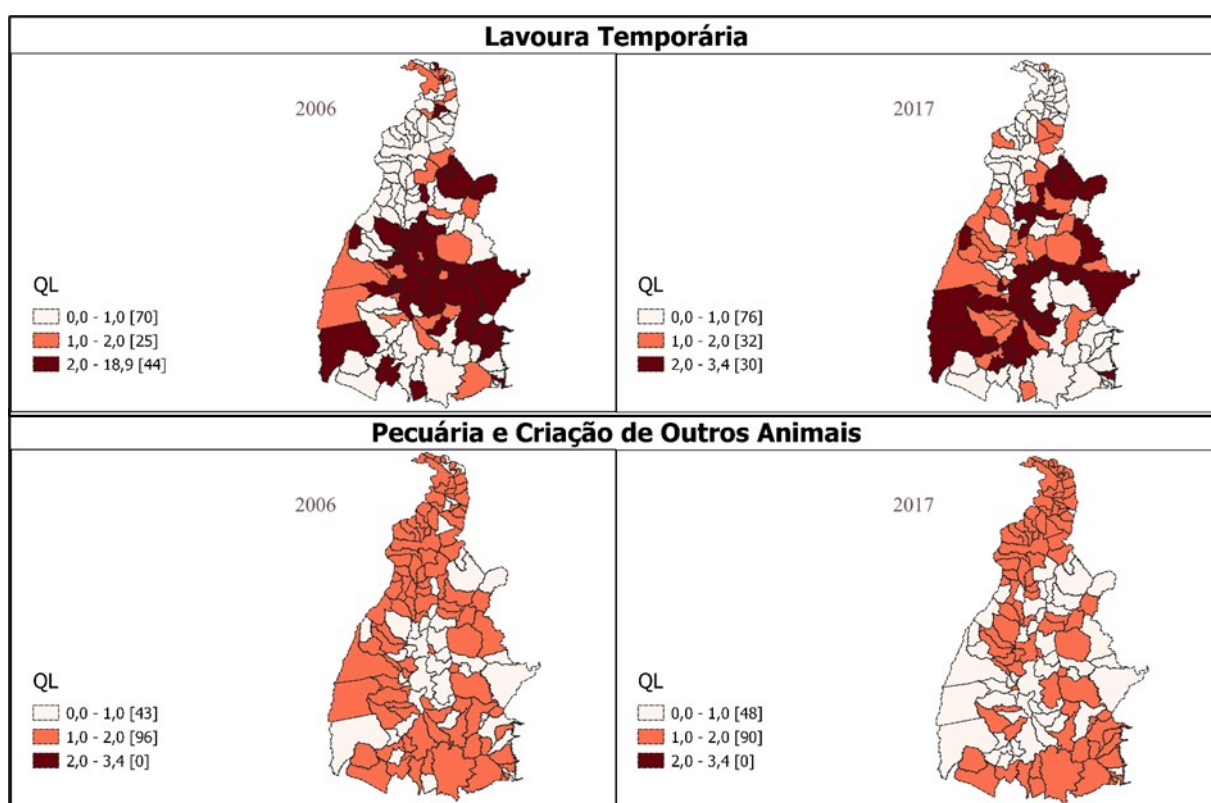 Lavoura Temporária
2006
QL
0,0 - 1,0 [70]
1,0 - 2,0 [25]
2,0 - 18,9 [44]
2017
QL
0,0 - 1,0 [76]
1,0 - 2,0 [32]
2,0 - 3,4 [30]
Pecuária e Criação de Outros Animais
2006
QL
0,0 - 1,0 [43]
1,0 - 2,0 [96]
2,0 - 3,4 [0]
2017
QL
0,0 - 1,0 [48]
1,0 - 2,0 [90]
2,0 - 3,4 [0]